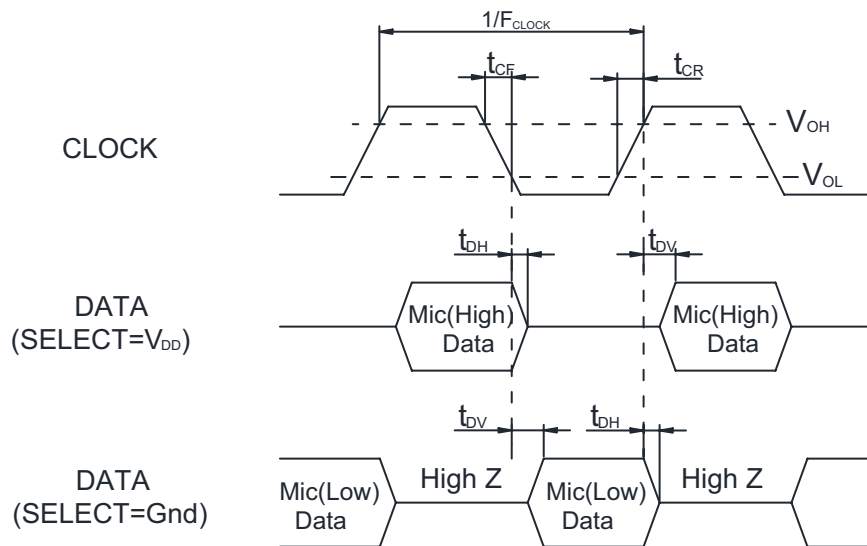 1/FCLOCK
tCF
tCR
CLOCK
VOH
VOL
tDH
tDV
DATA
(SELECT=VDD)
Mic(High)
Data
Mic(High)
Data
tDV
tDH
DATA
(SELECT=Gnd)
Mic(Low)
Data
High Z
Mic(Low)
Data
High Z